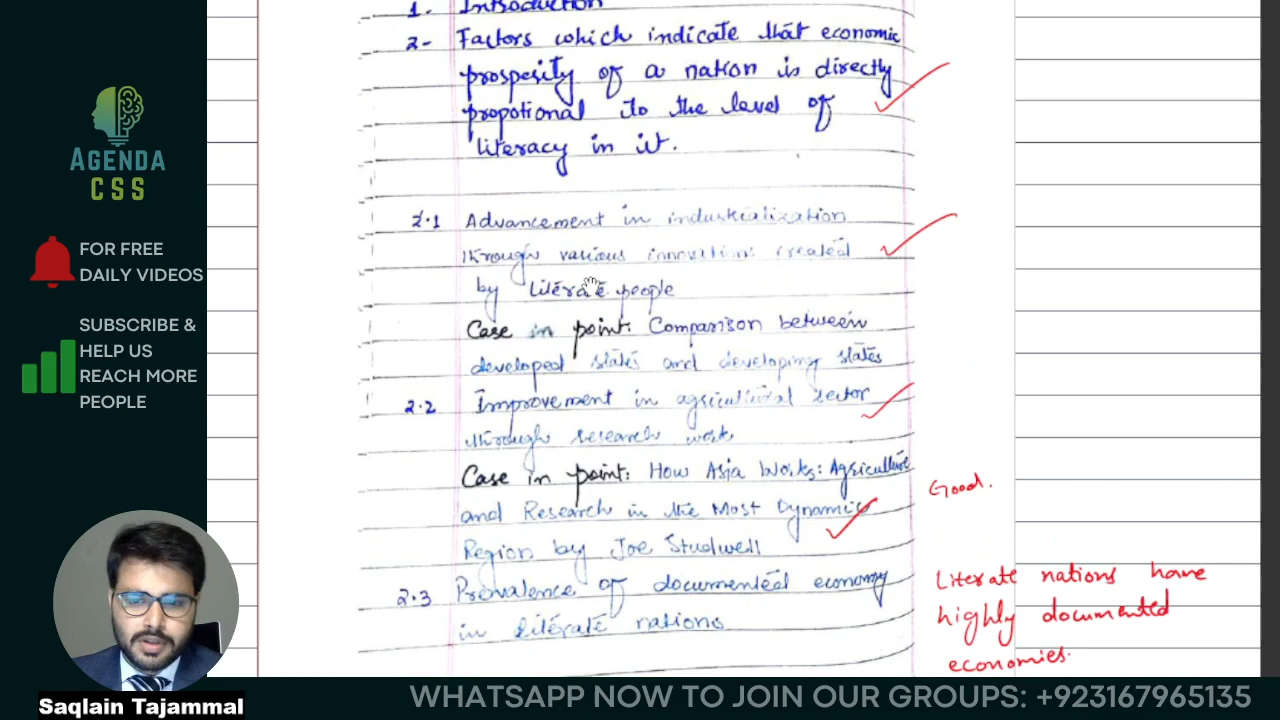 AGENDA
CSS
FOR FREE
DAILY VIDEOS
SUBSCRIBE &
HELP US
REACH MORE
PEOPLE
Saqlain Tajammal
1. Introduction
2- Factors which indicate that economic
prosperity of a nation is directly
propotional to the level of
literacy in it.
2.1 Advancement in industrialization
through various innovations created
by literate people
Case in point: Comparison between
developed states and developing states
2.2 Improvement in agricultural sector
through research work
Case in point: How Asia Works: Agriculture
and Research in the Most Dynamic
Region by Joe Studwell
2.3 Prevalence of documented economy
in literate nations
Good.
Literate nations have
highly documented
economies.
WHATSAPP NOW TO JOIN OUR GROUPS: +923167965135